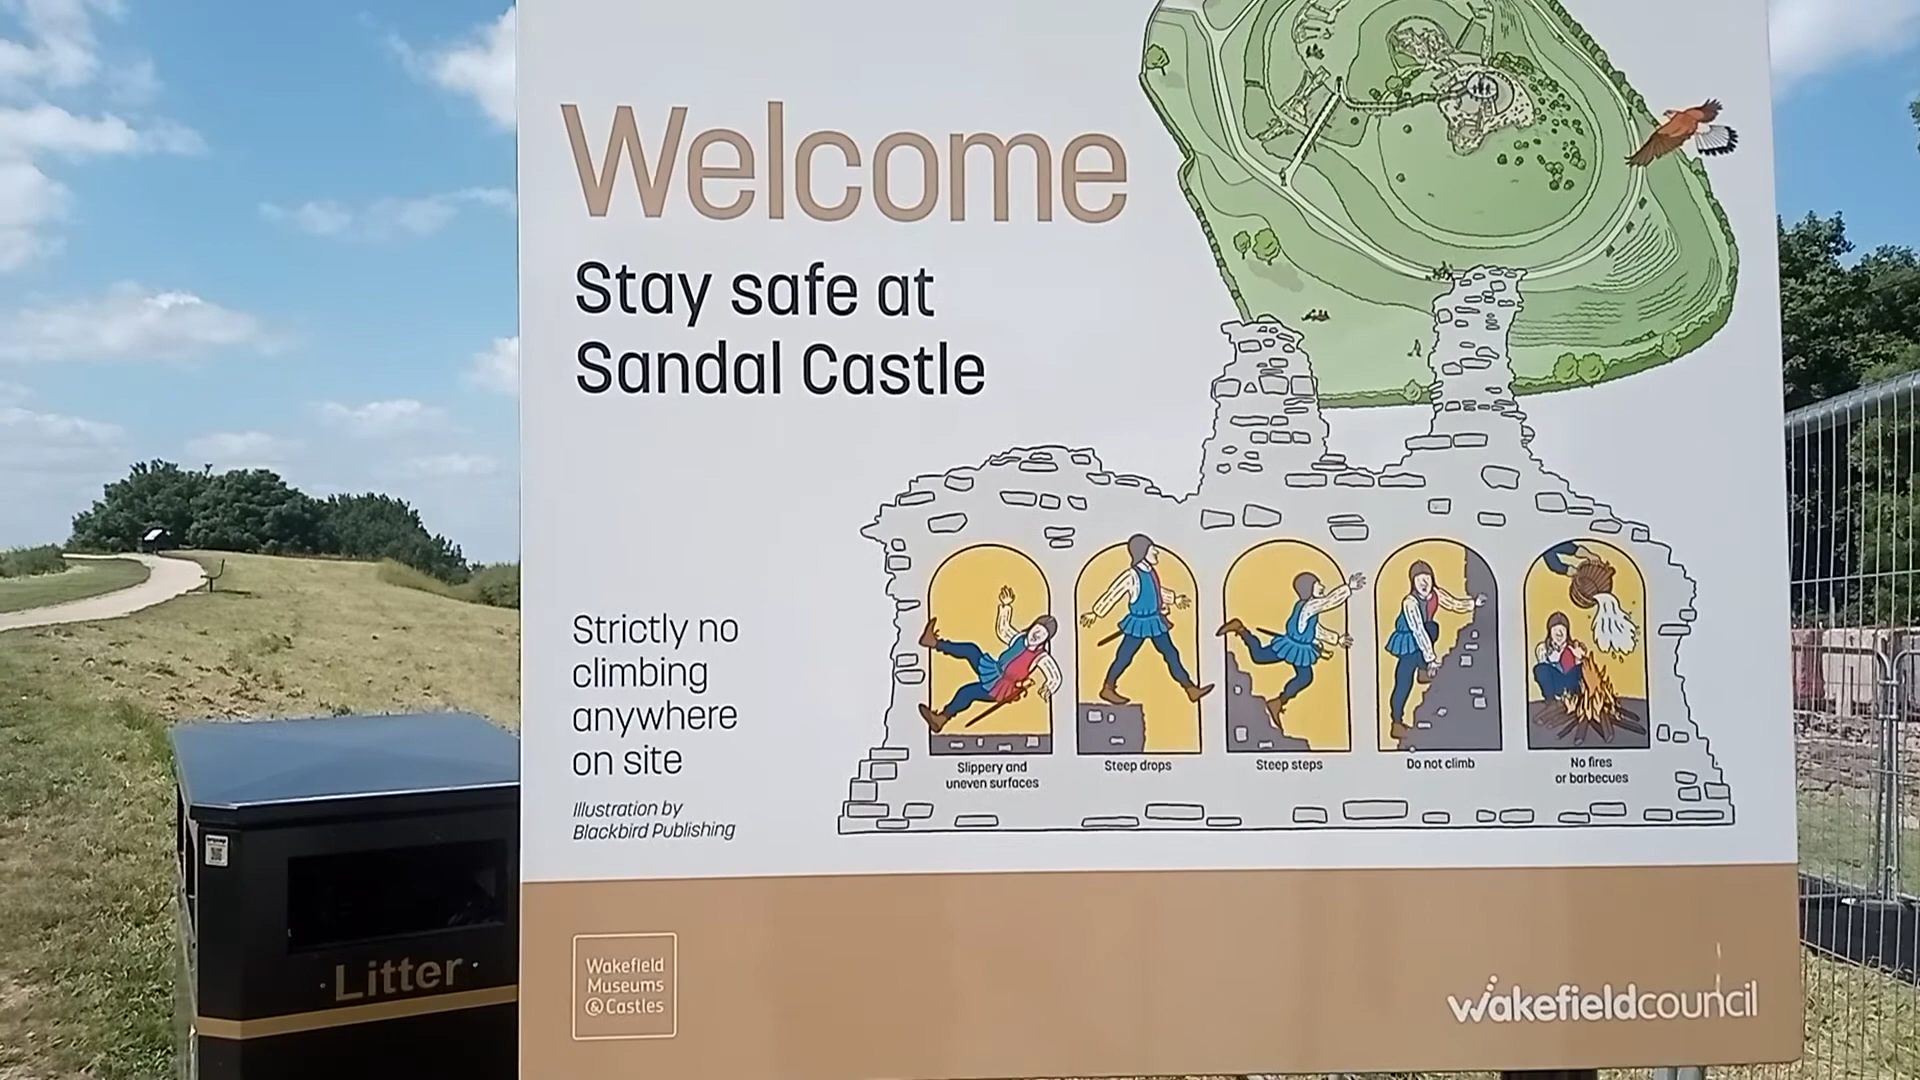 Welcome
Stay safe at
Sandal Castle
Strictly no
climbing
anywhere
on site
Illustration by
Blackbird Publishing
Slippery and
uneven surfaces
Steep drops
Steep steps
Do not climb
No fires
or barbecues
Litter
Wakefield
Museums
& Castles
wakefieldcouncil